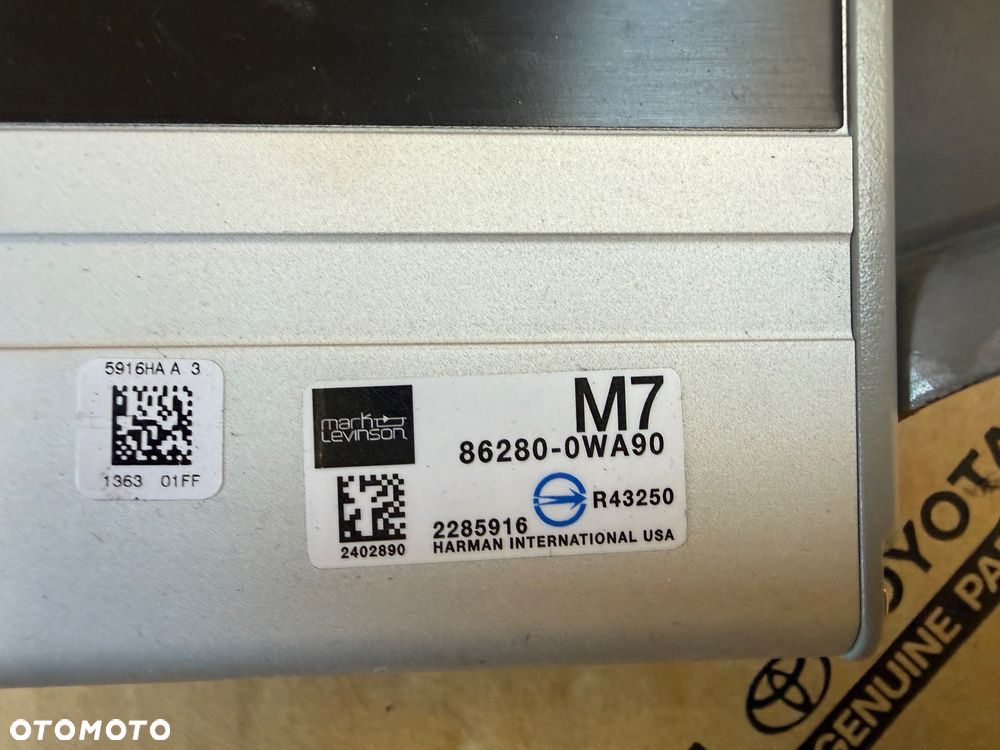 5916HA A 3
1363 01FF
mark
Levinson
M7
86280-0WA90
R43250
2285916
2402890
HARMAN INTERNATIONAL USA
TOYOTA
GENUINE PA
OTOMOTO